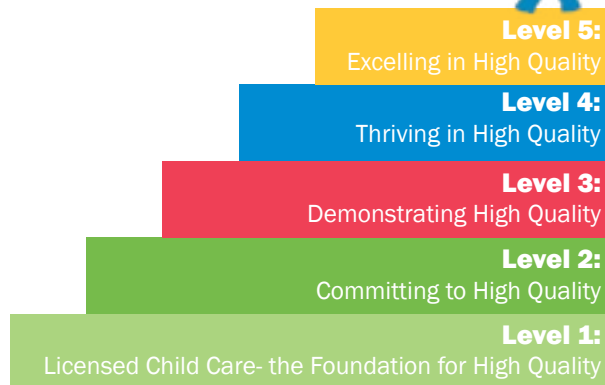 Level 5:
Excelling in High Quality
Level 4:
Thriving in High Quality
Level 3:
Demonstrating High Quality
Level 2:
Committing to High Quality
Level 1:
Licensed Child Care- the Foundation for High Quality